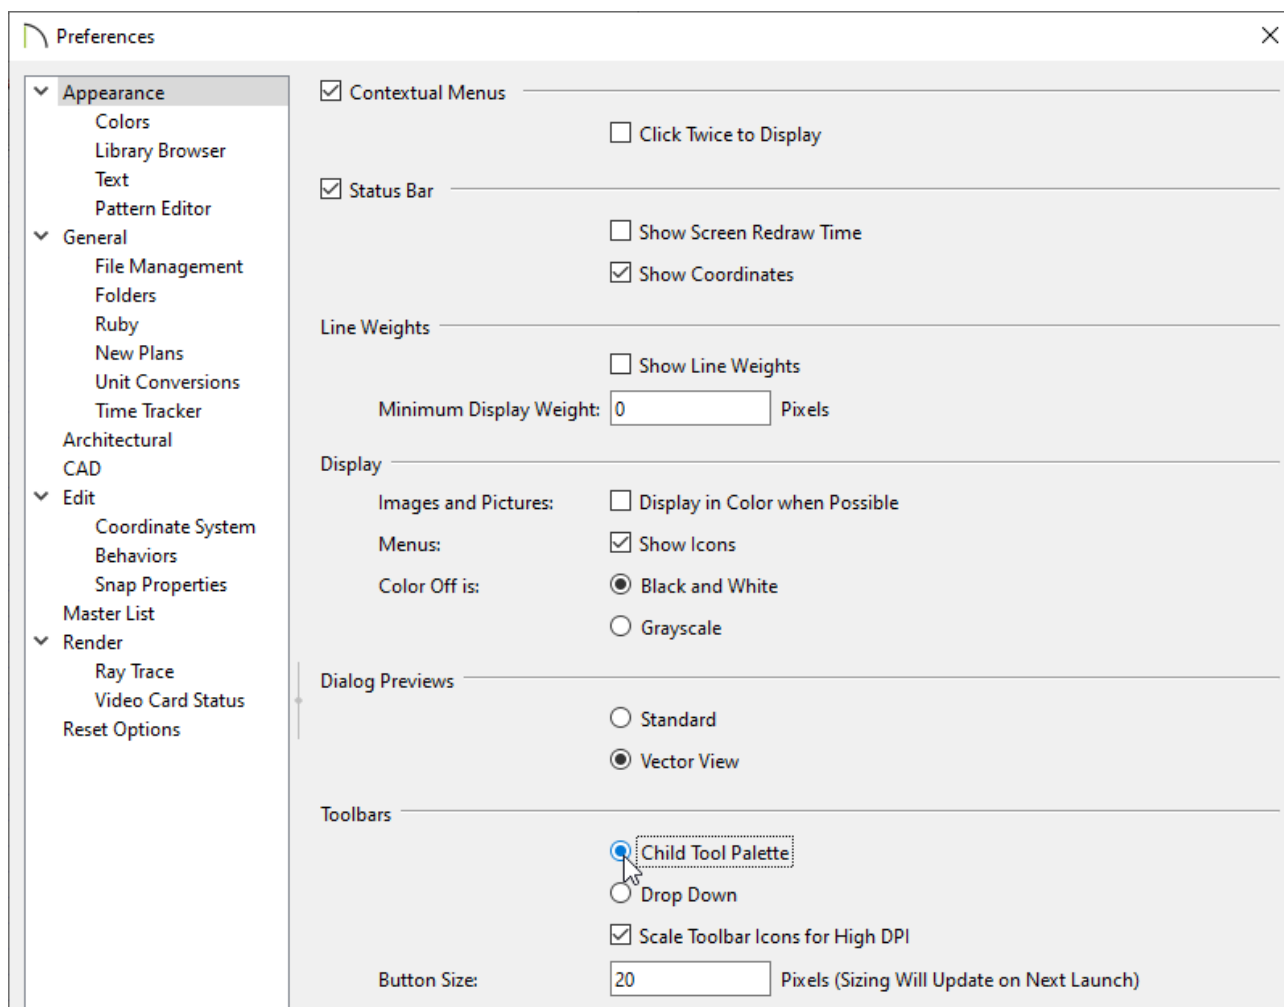 Preferences
Appearance
Colors
Library Browser
Text
Pattern Editor
General
File Management
Folders
Ruby
New Plans
Unit Conversions
Time Tracker
Architectural
CAD
Edit
Coordinate System
Behaviors
Snap Properties
Master List
Render
Ray Trace
Video Card Status
Reset Options
Contextual Menus
Click Twice to Display
Status Bar
Show Screen Redraw Time
Show Coordinates
Line Weights
Show Line Weights
Minimum Display Weight: 0 Pixels
Display
Images and Pictures: Display in Color when Possible
Menus: Show Icons
Color Off is: Black and White
Grayscale
Dialog Previews
Standard
Vector View
Toolbars
Child Tool Palette
Drop Down
Scale Toolbar Icons for High DPI
Button Size: 20 Pixels (Sizing Will Update on Next Launch)